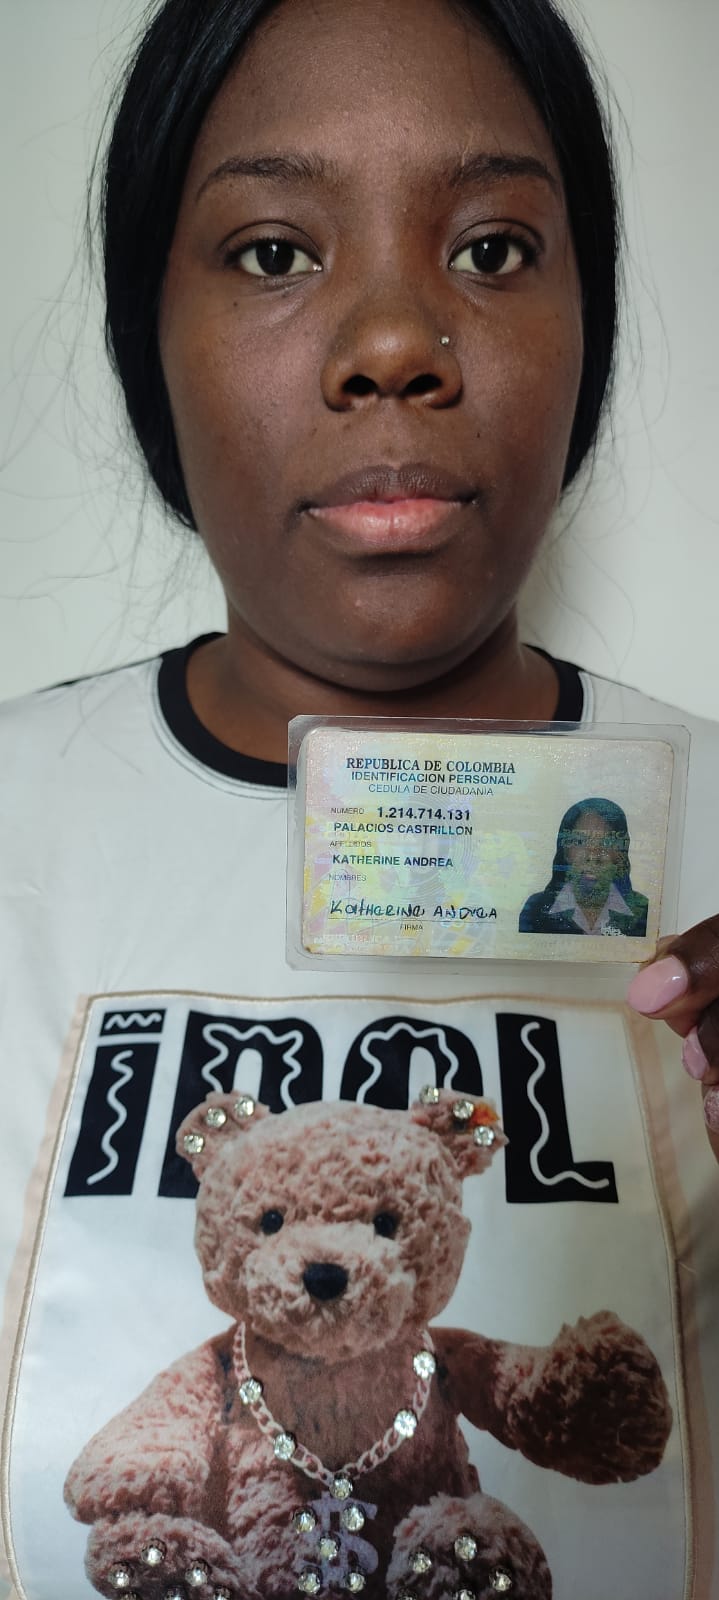 REPUBLICA DE COLOMBIA
IDENTIFICACION PERSONAL
CEDULA DE CIUDADANIA
NUMERO 1.214.714.131
PALACIOS CASTRILLON
APELLIDOS
KATHERINE ANDREA
NOMBRES
KATHERINE ANDREA
FIRMA
iDOL
$